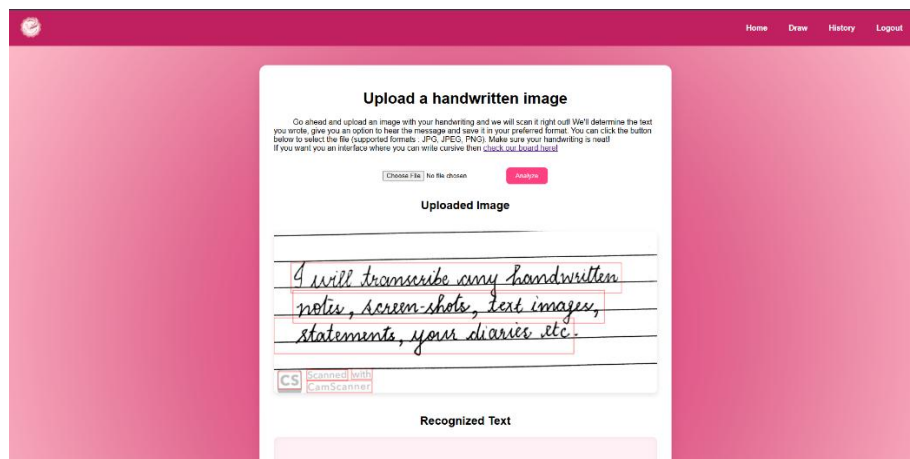 Home Draw History Logout
Upload a handwritten image
Go ahead and upload an image with your handwriting and we will scan it right out! We'll determine the text
you wrote, give you an option to hear the message and save it in your preferred format. You can click the button
below to select the file (supported formats : JPG, JPEG, PNG). Make sure your handwriting is neat!
If you want you an interface where you can write cursive then check our board here!
Choose File No file chosen Analyze
Uploaded Image
I will transcribe any handwritten
notes, screen-shots, text images,
statements, your diaries etc.
CS Scanned with
CamScanner
Recognized Text